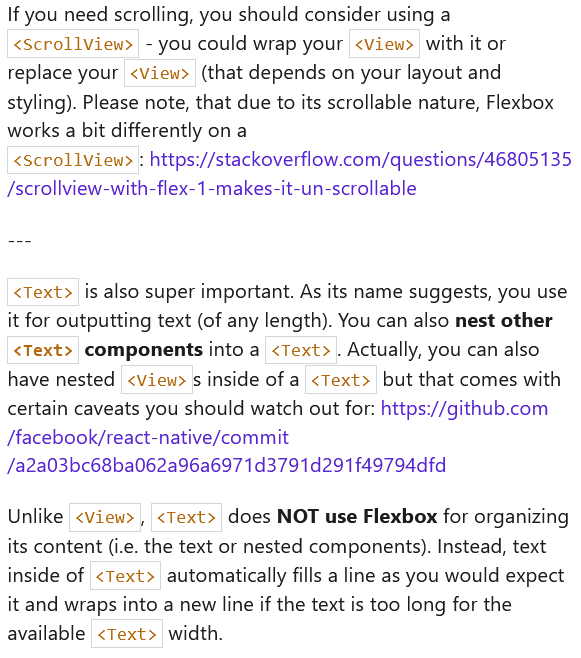 If you need scrolling, you should consider using a
<ScrollView> - you could wrap your <View> with it or
replace your <View> (that depends on your layout and
styling). Please note, that due to its scrollable nature, Flexbox
works a bit differently on a
<ScrollView>: https://stackoverflow.com/questions/46805135
/scrollview-with-flex-1-makes-it-un-scrollable
---
<Text> is also super important. As its name suggests, you use
it for outputting text (of any length). You can also nest other
<Text> components into a <Text>. Actually, you can also
have nested <View>s inside of a <Text> but that comes with
certain caveats you should watch out for: https://github.com
/facebook/react-native/commit
/a2a03bc68ba062a96a6971d3791d291f49794dfd
Unlike <View>, <Text> does NOT use Flexbox for organizing
its content (i.e. the text or nested components). Instead, text
inside of <Text> automatically fills a line as you would expect
it and wraps into a new line if the text is too long for the
available <Text> width.